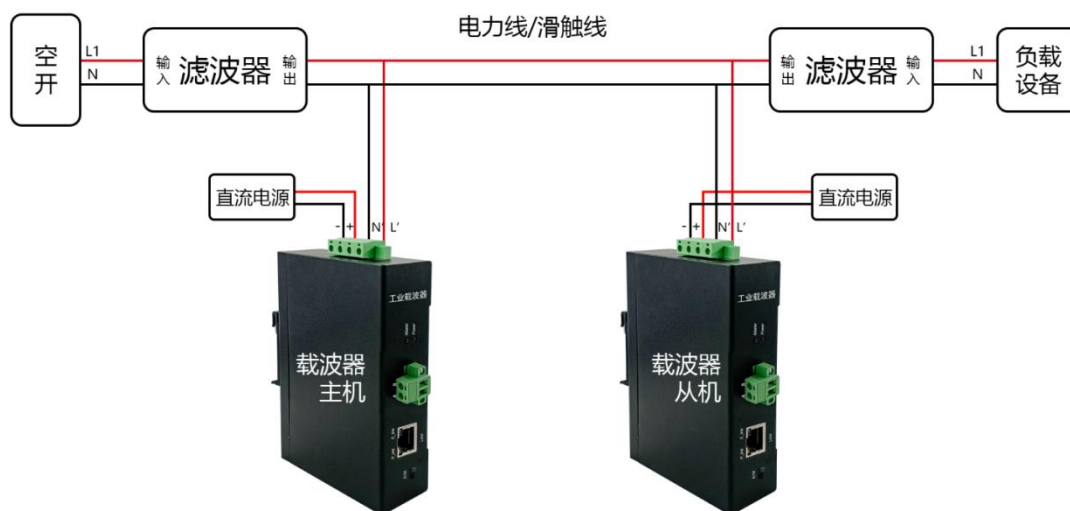 电力线/滑触线
空
开
L1
N
输
入
滤波器
输
出
输
出
滤波器
输
入
L1
N
负载
设备
直流电源
- + N' L'
- + N' L'
直流电源
工业载波器
载波器
主机
工业载波器
载波器
从机